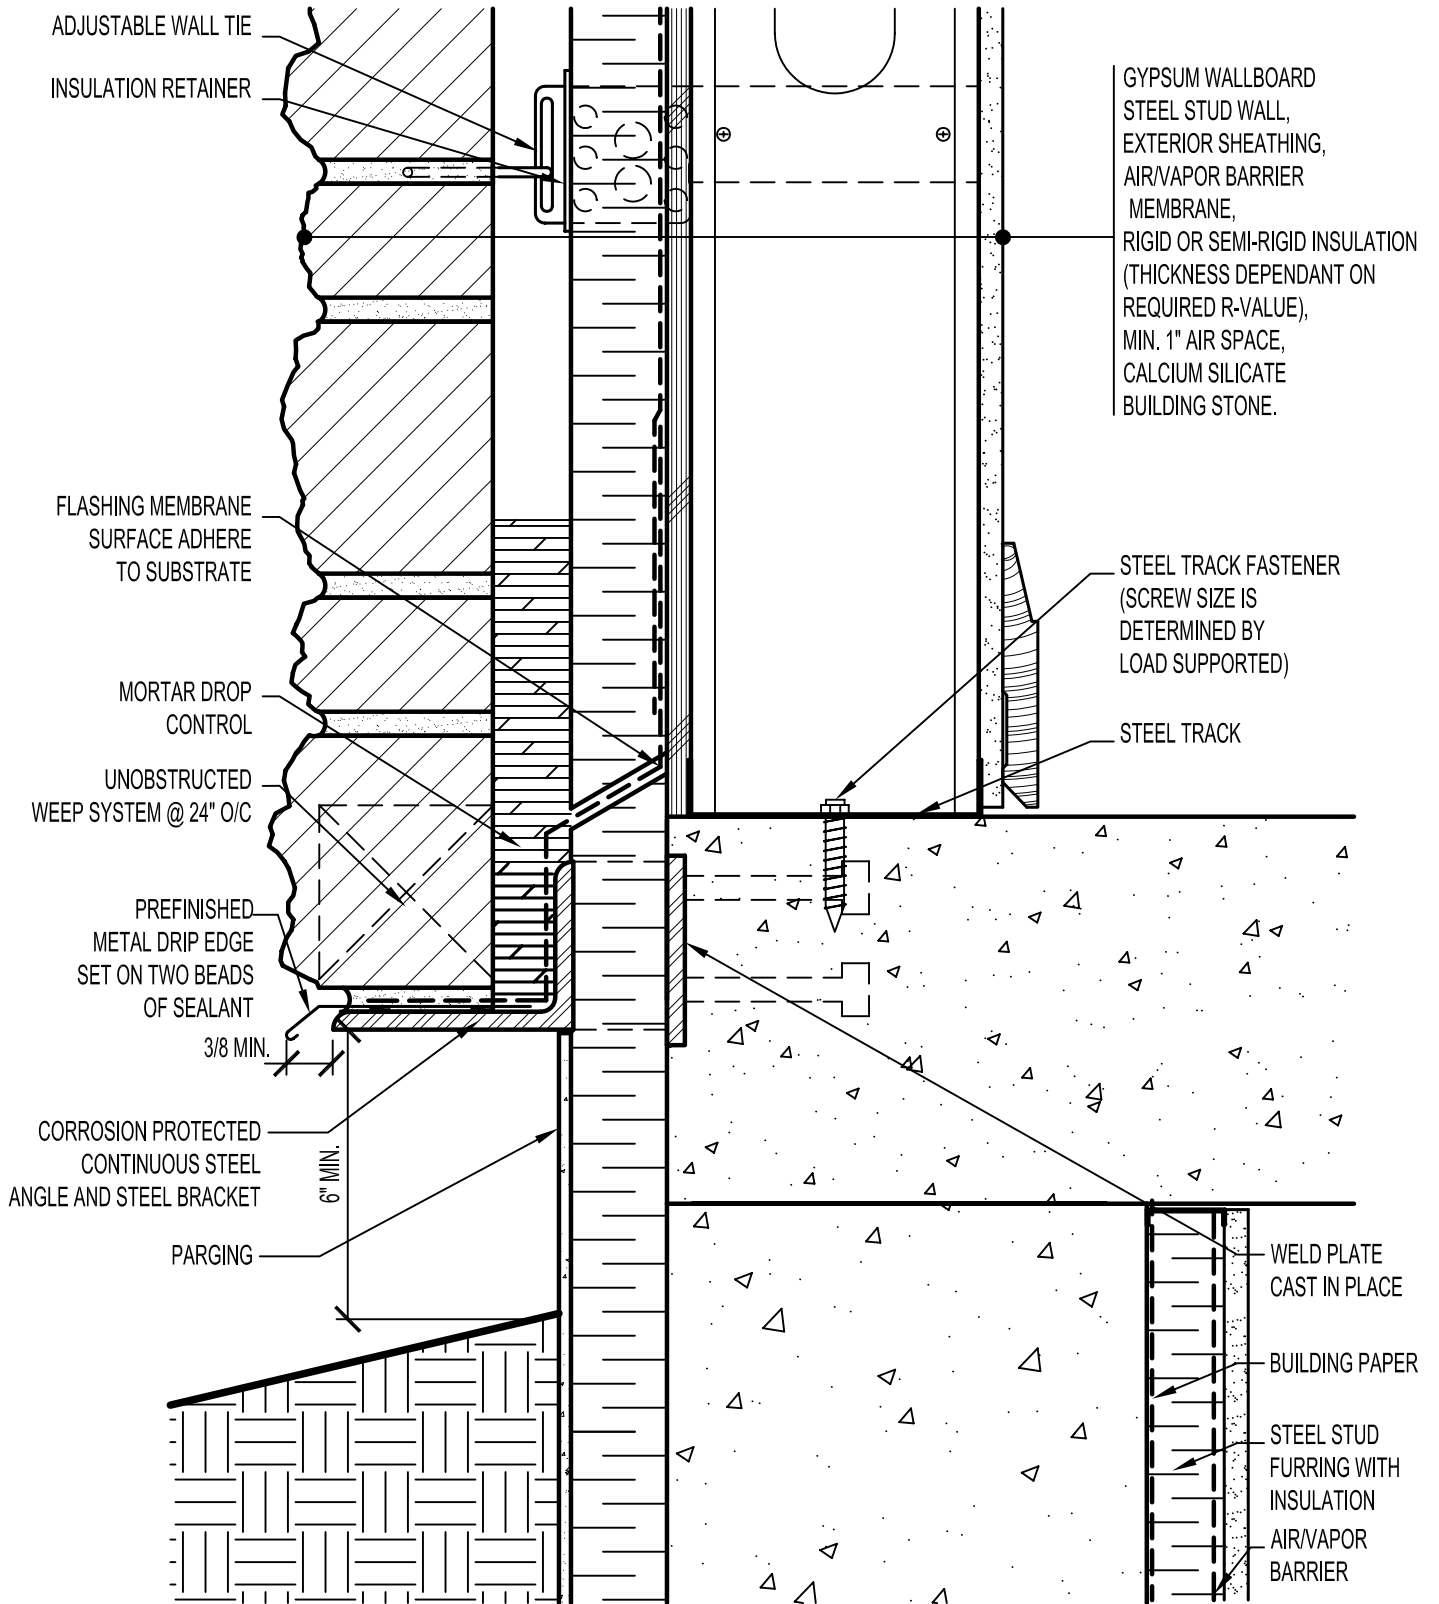 ADJUSTABLE WALL TIE
INSULATION RETAINER
FLASHING MEMBRANE
SURFACE ADHERE
TO SUBSTRATE
MORTAR DROP
CONTROL
UNOBSTRUCTED
WEEP SYSTEM @ 24" O/C
PREFINISHED
METAL DRIP EDGE
SET ON TWO BEADS
OF SEALANT
3/8 MIN.
CORROSION PROTECTED
CONTINUOUS STEEL
ANGLE AND STEEL BRACKET
6" MIN.
PARGING
GYPSUM WALLBOARD
STEEL STUD WALL,
EXTERIOR SHEATHING,
AIR/VAPOR BARRIER
MEMBRANE,
RIGID OR SEMI-RIGID INSULATION
(THICKNESS DEPENDANT ON
REQUIRED R-VALUE),
MIN. 1" AIR SPACE,
CALCIUM SILICATE
BUILDING STONE.
STEEL TRACK FASTENER
(SCREW SIZE IS
DETERMINED BY
LOAD SUPPORTED)
STEEL TRACK
WELD PLATE
CAST IN PLACE
BUILDING PAPER
STEEL STUD
FURRING WITH
INSULATION
AIR/VAPOR
BARRIER